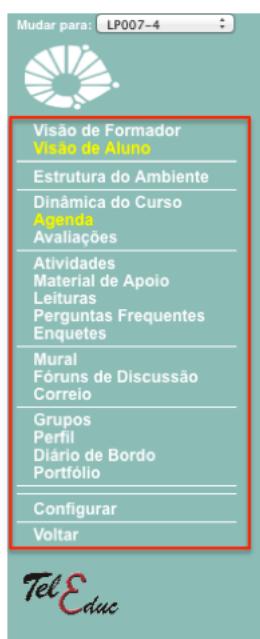 Mudar para: LP007-4
Visão de Formador
Visão de Aluno
Estrutura do Ambiente
Dinâmica do Curso
Agenda
Avaliações
Atividades
Material de Apoio
Leituras
Perguntas Frequentes
Enquetes
Mural
Fóruns de Discussão
Correio
Grupos
Perfil
Diário de Bordo
Portfólio
Configurar
Voltar
TelEduc